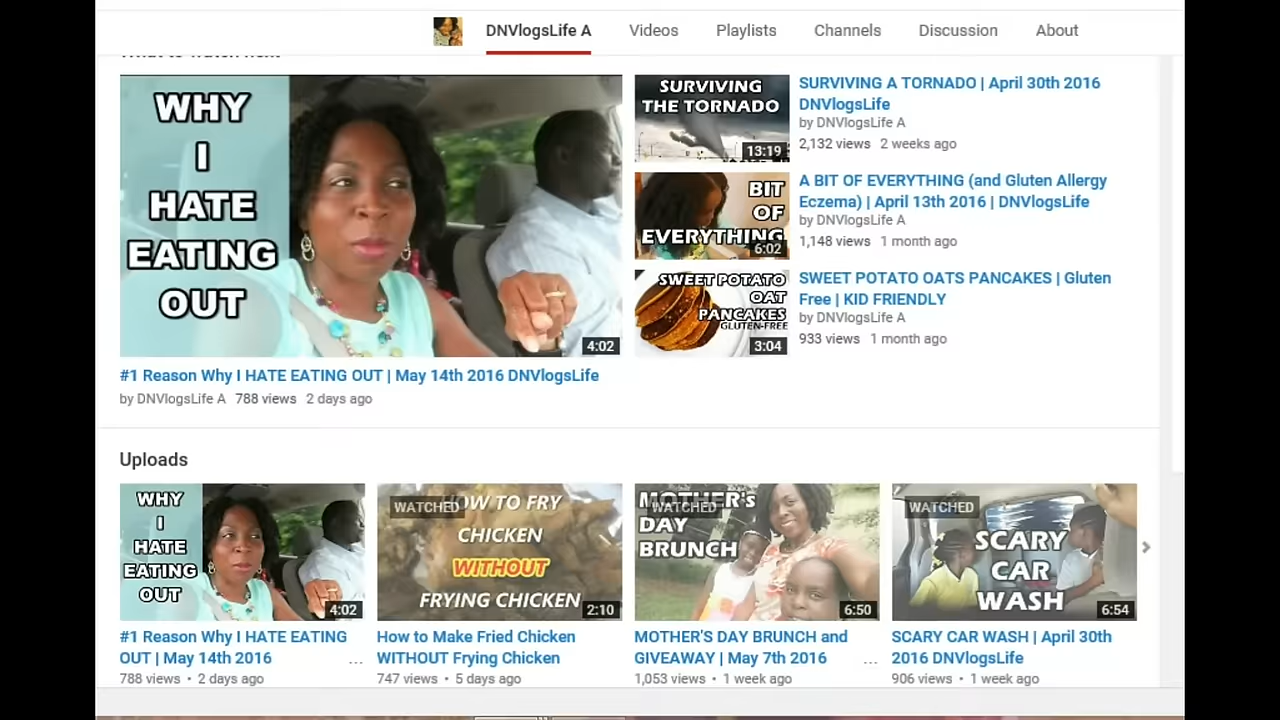 DNVlogsLife A Videos Playlists Channels Discussion About
What to watch next
WHY
I
HATE
EATING
OUT
4:02
#1 Reason Why I HATE EATING OUT | May 14th 2016 DNVlogsLife
by DNVlogsLife A 788 views 2 days ago
SURVIVING
THE TORNADO
13:19
SURVIVING A TORNADO | April 30th 2016
DNVlogsLife
by DNVlogsLife A
2,132 views 2 weeks ago
BIT
OF
EVERYTHING
6:02
A BIT OF EVERYTHING (and Gluten Allergy
Eczema) | April 13th 2016 | DNVlogsLife
by DNVlogsLife A
1,148 views 1 month ago
SWEET POTATO
OAT
PANCAKES
GLUTEN-FREE
3:04
SWEET POTATO OATS PANCAKES | Gluten
Free | KID FRIENDLY
by DNVlogsLife A
933 views 1 month ago
Uploads
WHY
I
HATE
EATING
OUT
4:02
#1 Reason Why I HATE EATING
OUT | May 14th 2016
...
788 views • 2 days ago
WATCHED
HOW TO FRY
CHICKEN
WITHOUT
FRYING CHICKEN
2:10
How to Make Fried Chicken
WITHOUT Frying Chicken
747 views • 5 days ago
WATCHED
MOTHER's
DAY
BRUNCH
6:50
MOTHER'S DAY BRUNCH and
GIVEAWAY | May 7th 2016
...
1,053 views • 1 week ago
WATCHED
SCARY
CAR
WASH
6:54
SCARY CAR WASH | April 30th
2016 DNVlogsLife
906 views • 1 week ago